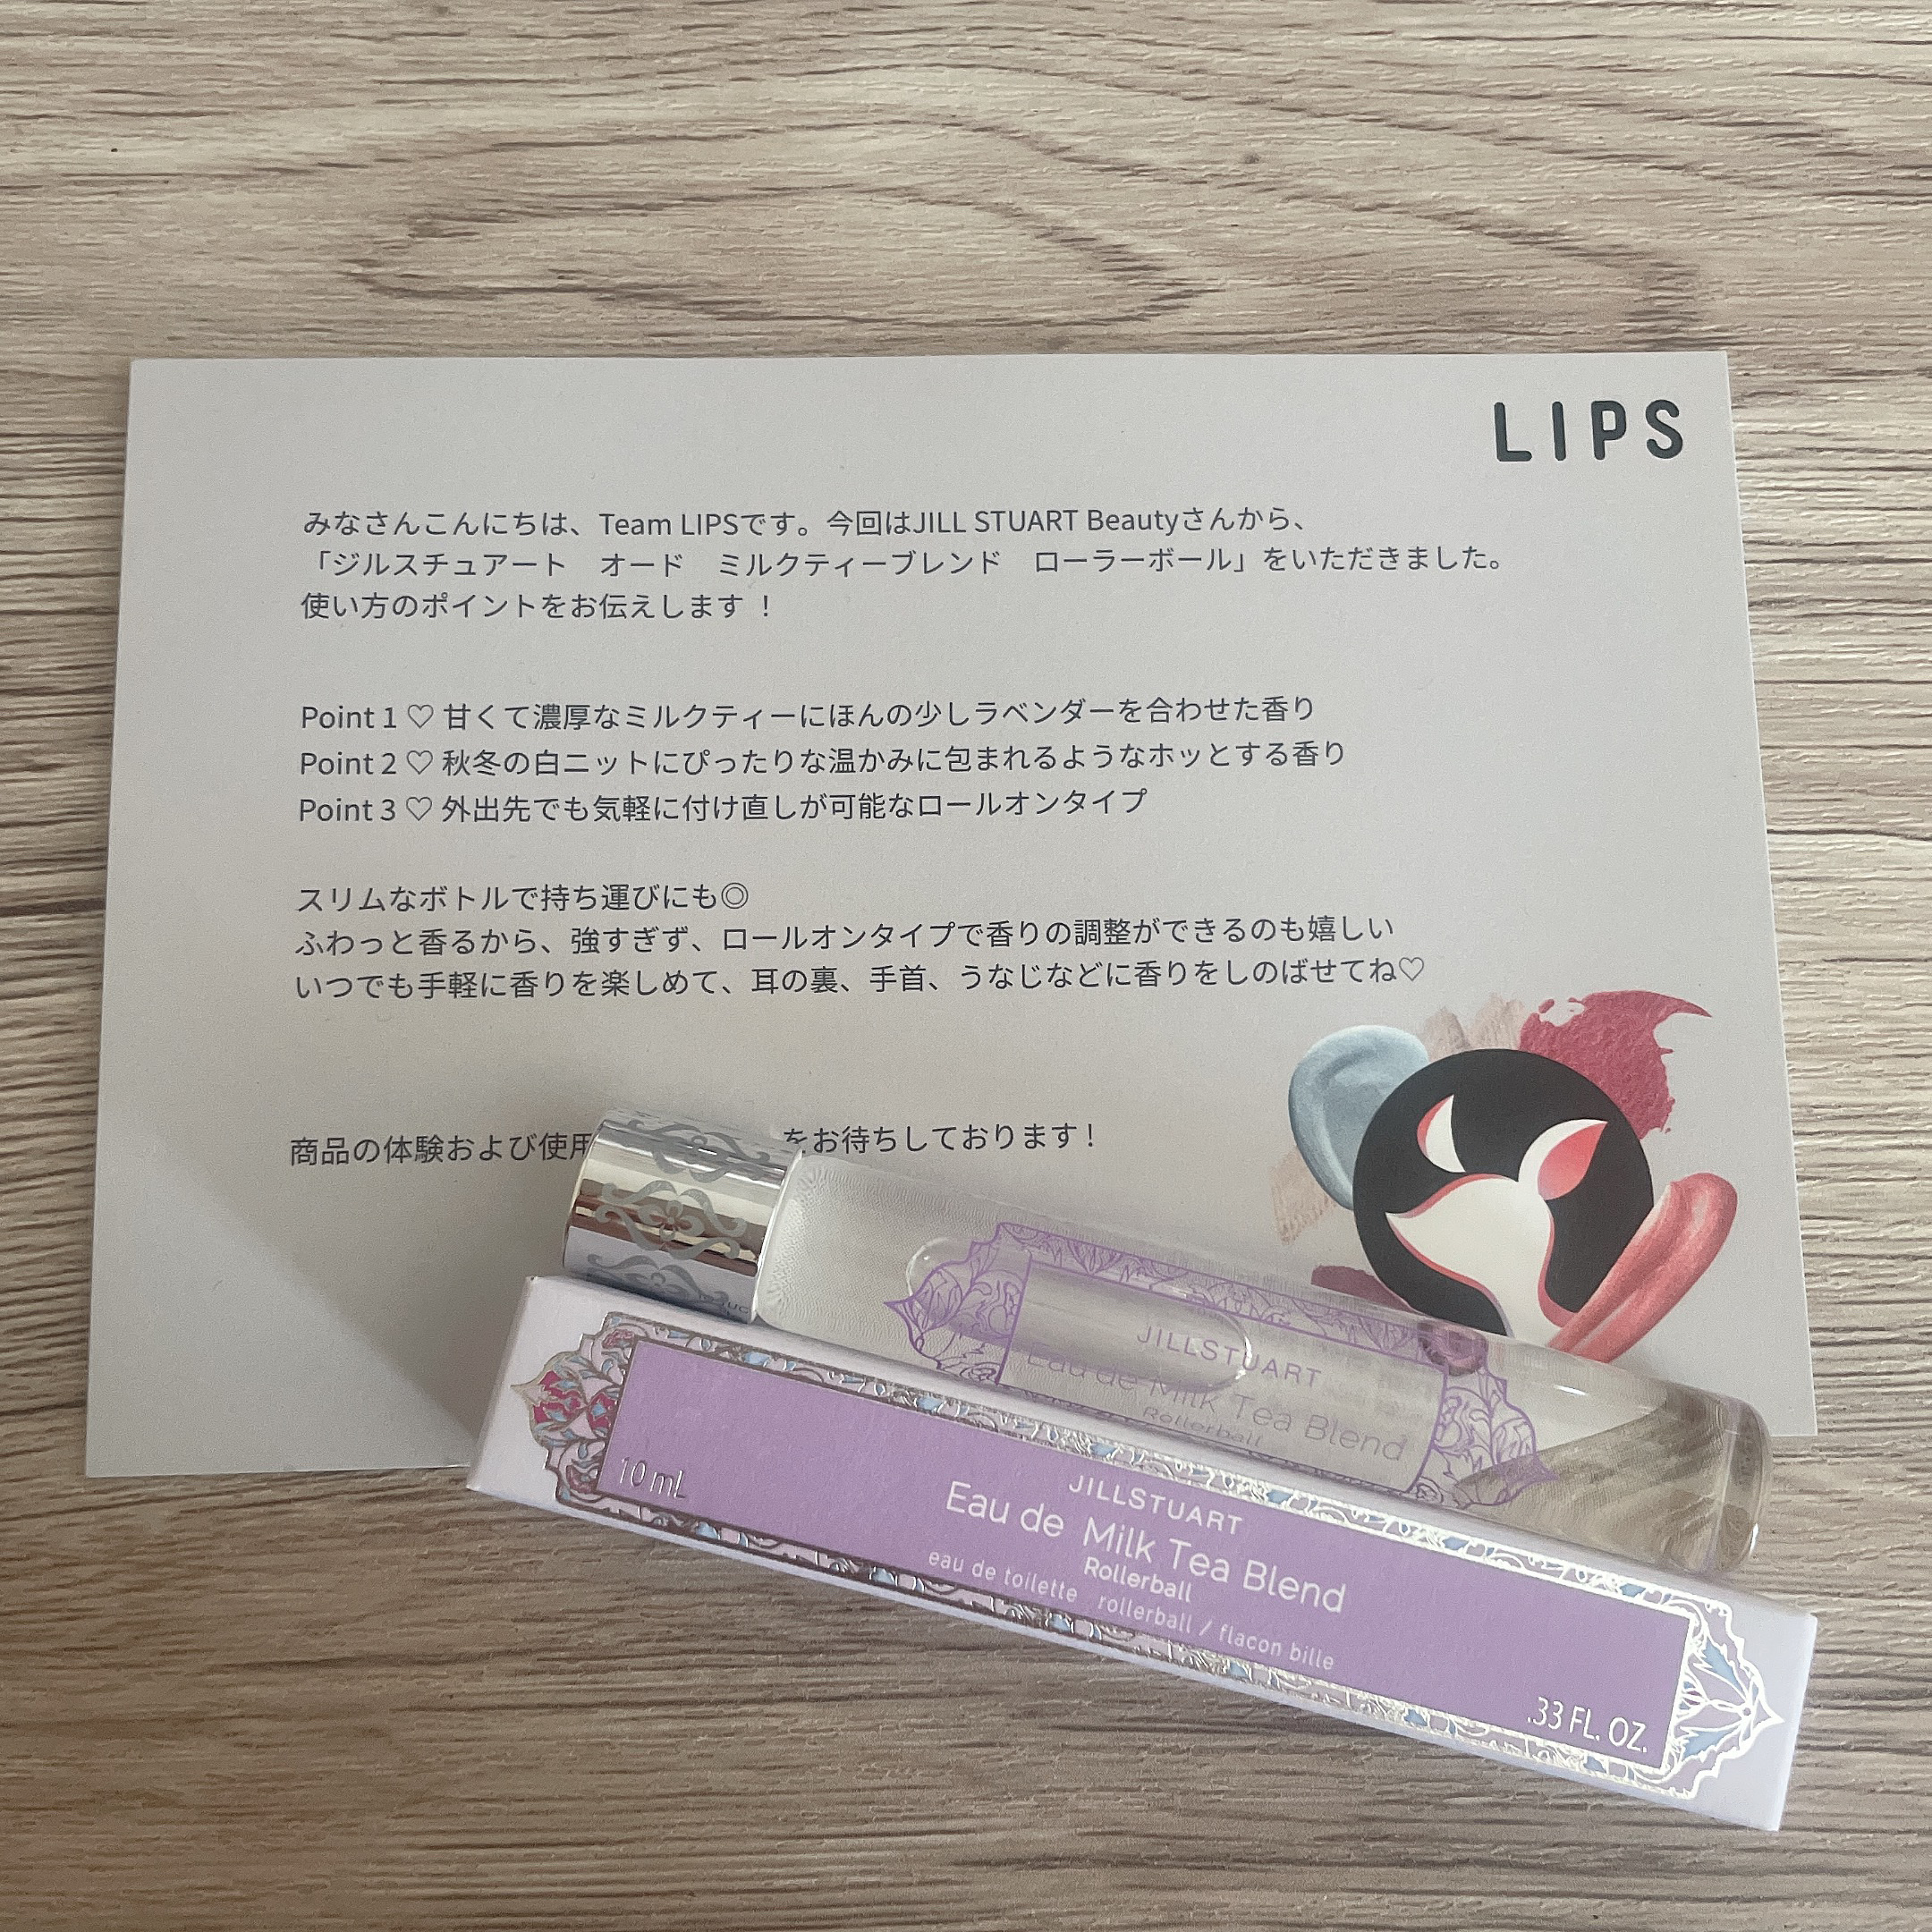 LIPS
みなさんこんにちは、Team LIPSです。今回はJILL STUART Beautyさんから、
「ジルスチュアート　オード　ミルクティーブレンド　ローラーボール」をいただきました。
使い方のポイントをお伝えします！
Point 1 ♡ 甘くて濃厚なミルクティーにほんの少しラベンダーを合わせた香り
Point 2 ♡ 秋冬の白ニットにぴったりな温かみに包まれるようなホッとする香り
Point 3 ♡ 外出先でも気軽に付け直しが可能なロールオンタイプ
スリムなボトルで持ち運びにも◎
ふわっと香るから、強すぎず、ロールオンタイプで香りの調整ができるのも嬉しい
いつでも手軽に香りを楽しめて、耳の裏、手首、うなじなどに香りをしのばせてね♡
商品の体験および使用 をお待ちしております！
JILLSTUART
Eau de Milk Tea Blend
Rollerball
10 mL
JILLSTUART
Eau de Milk Tea Blend
Rollerball
eau de toilette rollerball / flacon bille
.33 FL. OZ.